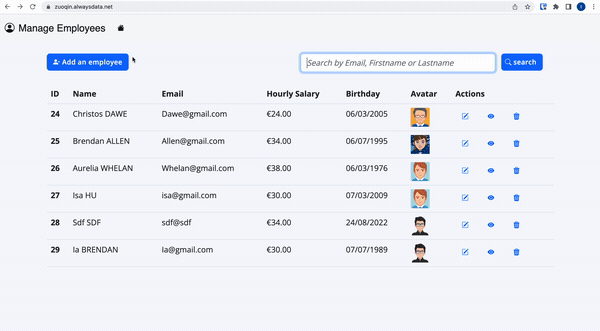 zuoqin.alwaysdata.net
Manage Employees
Add an employee
Search by Email, Firstname or Lastname
search
ID Name Email Hourly Salary Birthday Avatar Actions
24 Christos DAWE Dawe@gmail.com €24.00 06/03/2005
25 Brendan ALLEN Allen@gmail.com €34.00 06/07/1995
26 Aurelia WHELAN Whelan@gmail.com €38.00 06/03/1976
27 Isa HU isa@gmail.com €30.00 07/03/2009
28 Sdf SDF sdf@sdf €34.00 24/08/2022
29 Ia BRENDAN Ia@gmail.com €30.00 07/07/1989